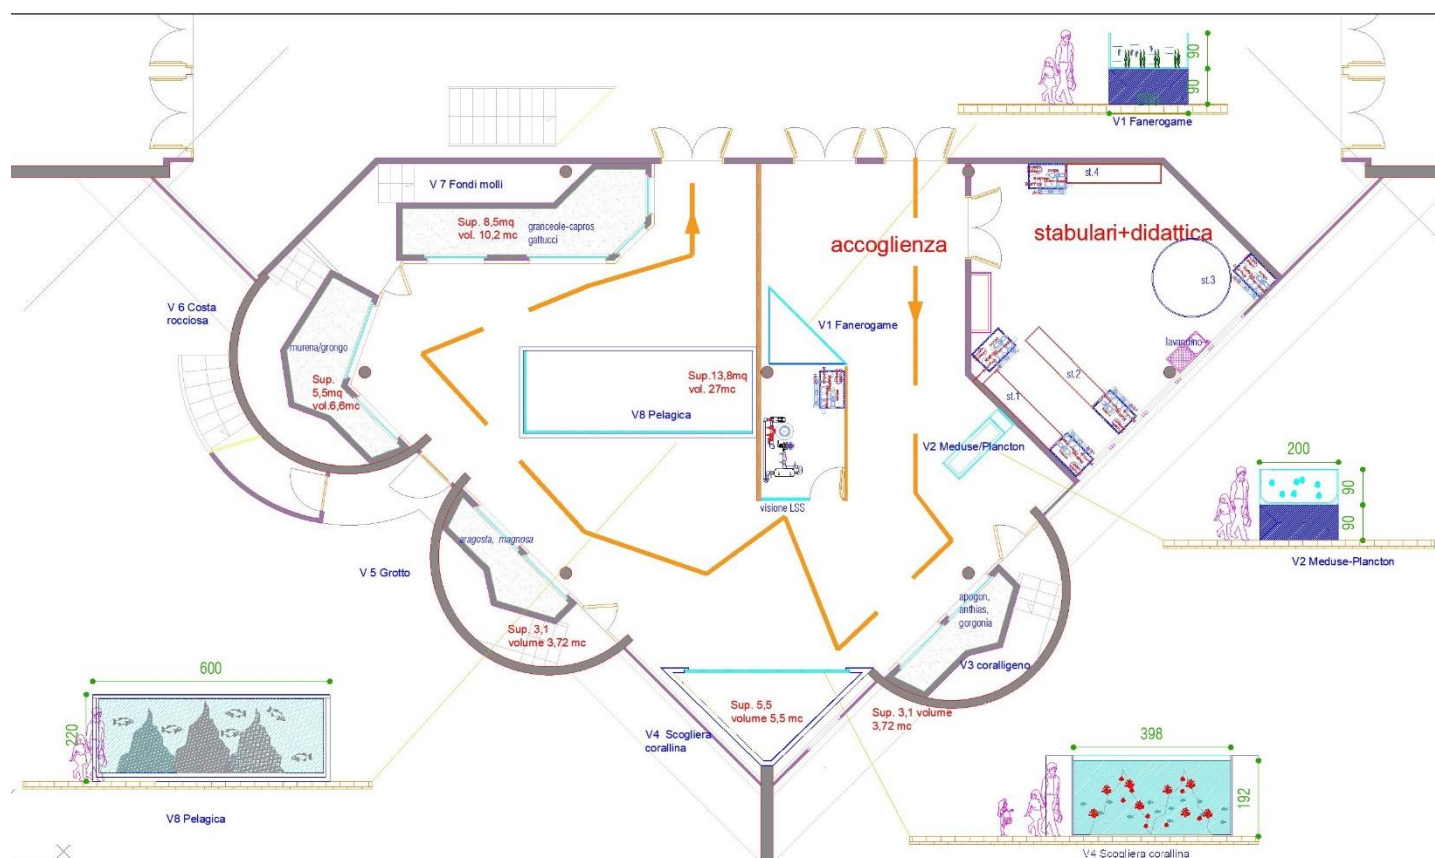 90
90
V1 Fanerogame
V 7 Fondi molli
st.4
Sup. 8,5mq
vol. 10,2 mc
granceole-capros
gattucci
accoglienza
stabulari+didattica
V 6 Costa
rocciosa
st.3
V1 Fanerogame
murena/grongo
lavandino
Sup.
5,5mq
vol.6,6mc
Sup.13,8mq
vol. 27mc
st.2
V8 Pelagica
st.1
V2 Meduse/Plancton
200
90
90
visione LSS
V2 Meduse-Plancton
aragosta, magnosa
V 5 Grotto
apogon,
anthias,
gorgonia
Sup. 3,1
volume 3,72 mc
V3 coralligeno
600
220
Sup. 5,5
volume 5,5 mc
Sup. 3,1 volume
3,72 mc
V4 Scogliera
corallina
398
192
V8 Pelagica
V4 Scogliera corallina